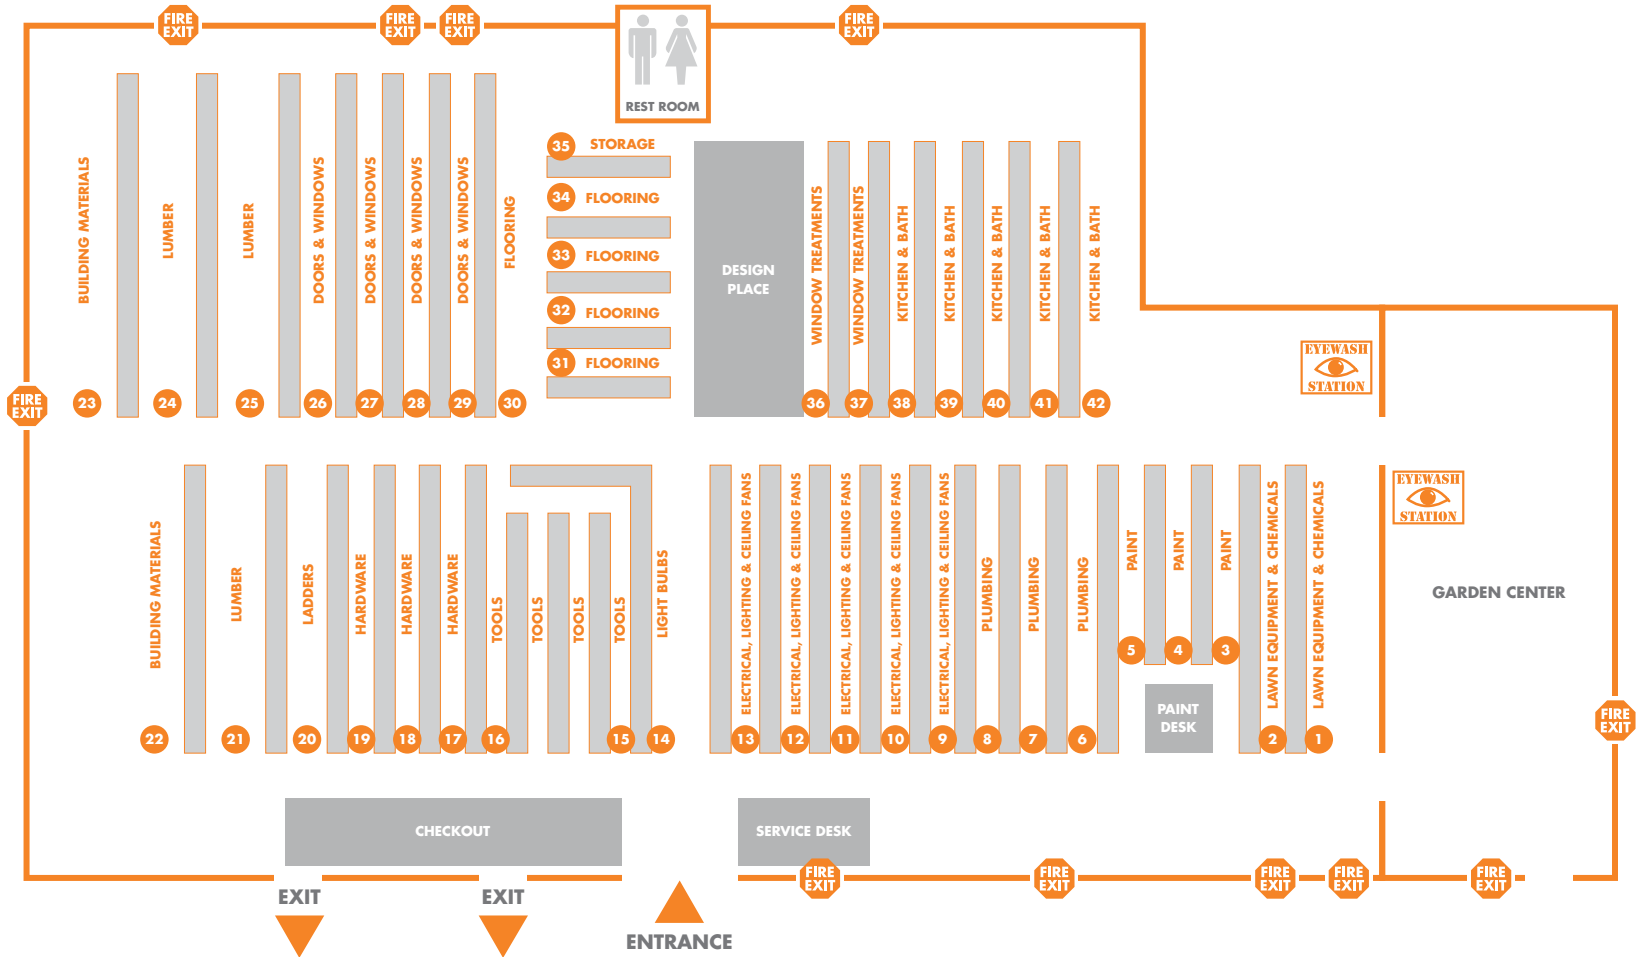 FIRE
EXIT
FIRE
EXIT
FIRE
EXIT
FIRE
EXIT
REST ROOM
35 STORAGE
34 FLOORING
33 FLOORING
32 FLOORING
31 FLOORING
BUILDING MATERIALS
23
LUMBER
24
LUMBER
25
DOORS & WINDOWS
26
DOORS & WINDOWS
27
DOORS & WINDOWS
28
DOORS & WINDOWS
29
FLOORING
30
DESIGN
PLACE
WINDOW TREATMENTS
36
WINDOW TREATMENTS
37
KITCHEN & BATH
38
KITCHEN & BATH
39
KITCHEN & BATH
40
KITCHEN & BATH
41
KITCHEN & BATH
42
EYEWASH
STATION
FIRE
EXIT
EYEWASH
STATION
GARDEN CENTER
BUILDING MATERIALS
22
LUMBER
21
LADDERS
20
HARDWARE
19
HARDWARE
18
HARDWARE
17
TOOLS
16
TOOLS
TOOLS
TOOLS
15
LIGHT BULBS
14
ELECTRICAL, LIGHTING & CEILING FANS
13
ELECTRICAL, LIGHTING & CEILING FANS
12
ELECTRICAL, LIGHTING & CEILING FANS
11
ELECTRICAL, LIGHTING & CEILING FANS
10
ELECTRICAL, LIGHTING & CEILING FANS
9
PLUMBING
8
PLUMBING
7
PLUMBING
6
PAINT
5
PAINT
4
PAINT
3
PAINT
DESK
LAWN EQUIPMENT & CHEMICALS
2
LAWN EQUIPMENT & CHEMICALS
1
FIRE
EXIT
CHECKOUT
SERVICE DESK
FIRE
EXIT
FIRE
EXIT
FIRE
EXIT
FIRE
EXIT
FIRE
EXIT
EXIT
EXIT
ENTRANCE